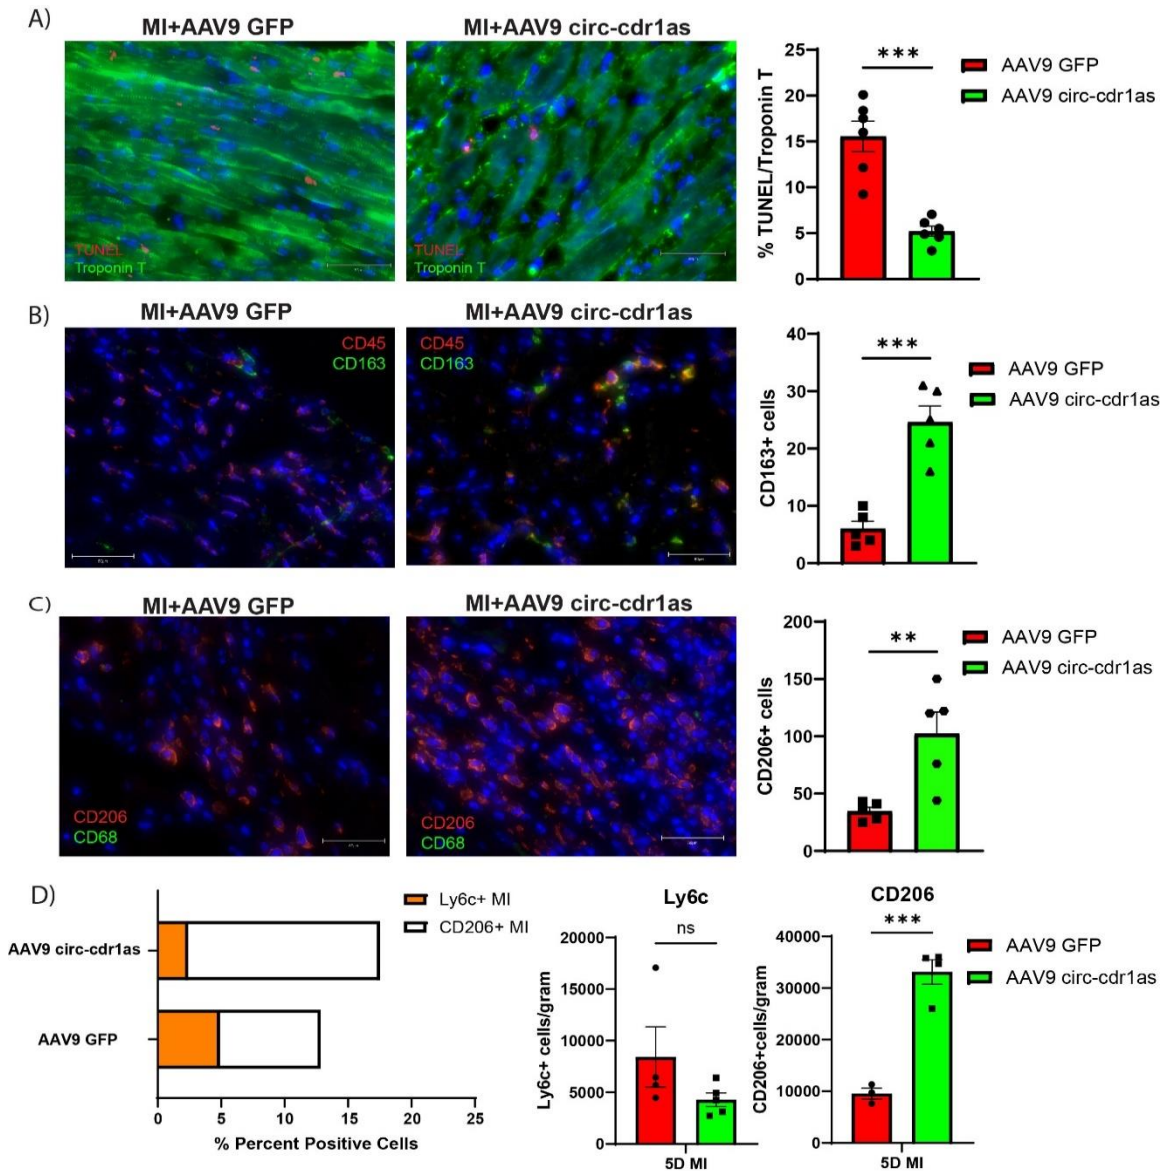 A)
MI+AAV9 GFP
MI+AAV9 circ-cdr1as
TUNEL
Troponin T
TUNEL
Troponin T
% TUNEL/Troponin T
25
20
15
10
5
0
***
AAV9 GFP
AAV9 circ-cdr1as
B)
MI+AAV9 GFP
MI+AAV9 circ-cdr1as
CD45
CD163
CD45
CD163
CD163+ cells
40
30
20
10
0
***
AAV9 GFP
AAV9 circ-cdr1as
C)
MI+AAV9 GFP
MI+AAV9 circ-cdr1as
CD206
CD68
CD206
CD68
CD206+ cells
200
150
100
50
0
**
AAV9 GFP
AAV9 circ-cdr1as
D)
Ly6c+ MI
CD206+ MI
AAV9 circ-cdr1as
AAV9 GFP
0 5 10 15 20 25
% Percent Positive Cells
Ly6c
Ly6c+ cells/gram
20000
15000
10000
5000
0
ns
5D MI
CD206
CD206+cells/gram
40000
30000
20000
10000
0
***
5D MI
AAV9 GFP
AAV9 circ-cdr1as